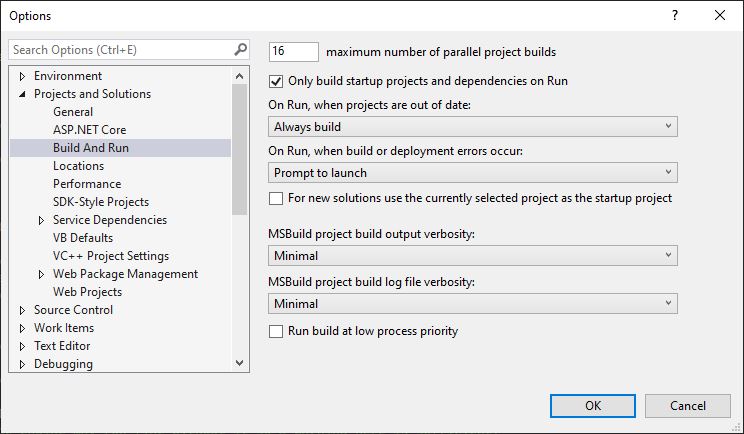 Options
?
Search Options (Ctrl+E)
Environment
Projects and Solutions
General
ASP.NET Core
Build And Run
Locations
Performance
SDK-Style Projects
Service Dependencies
VB Defaults
VC++ Project Settings
Web Package Management
Web Projects
Source Control
Work Items
Text Editor
Debugging
16 maximum number of parallel project builds
Only build startup projects and dependencies on Run
On Run, when projects are out of date:
Always build
On Run, when build or deployment errors occur:
Prompt to launch
For new solutions use the currently selected project as the startup project
MSBuild project build output verbosity:
Minimal
MSBuild project build log file verbosity:
Minimal
Run build at low process priority
OK
Cancel